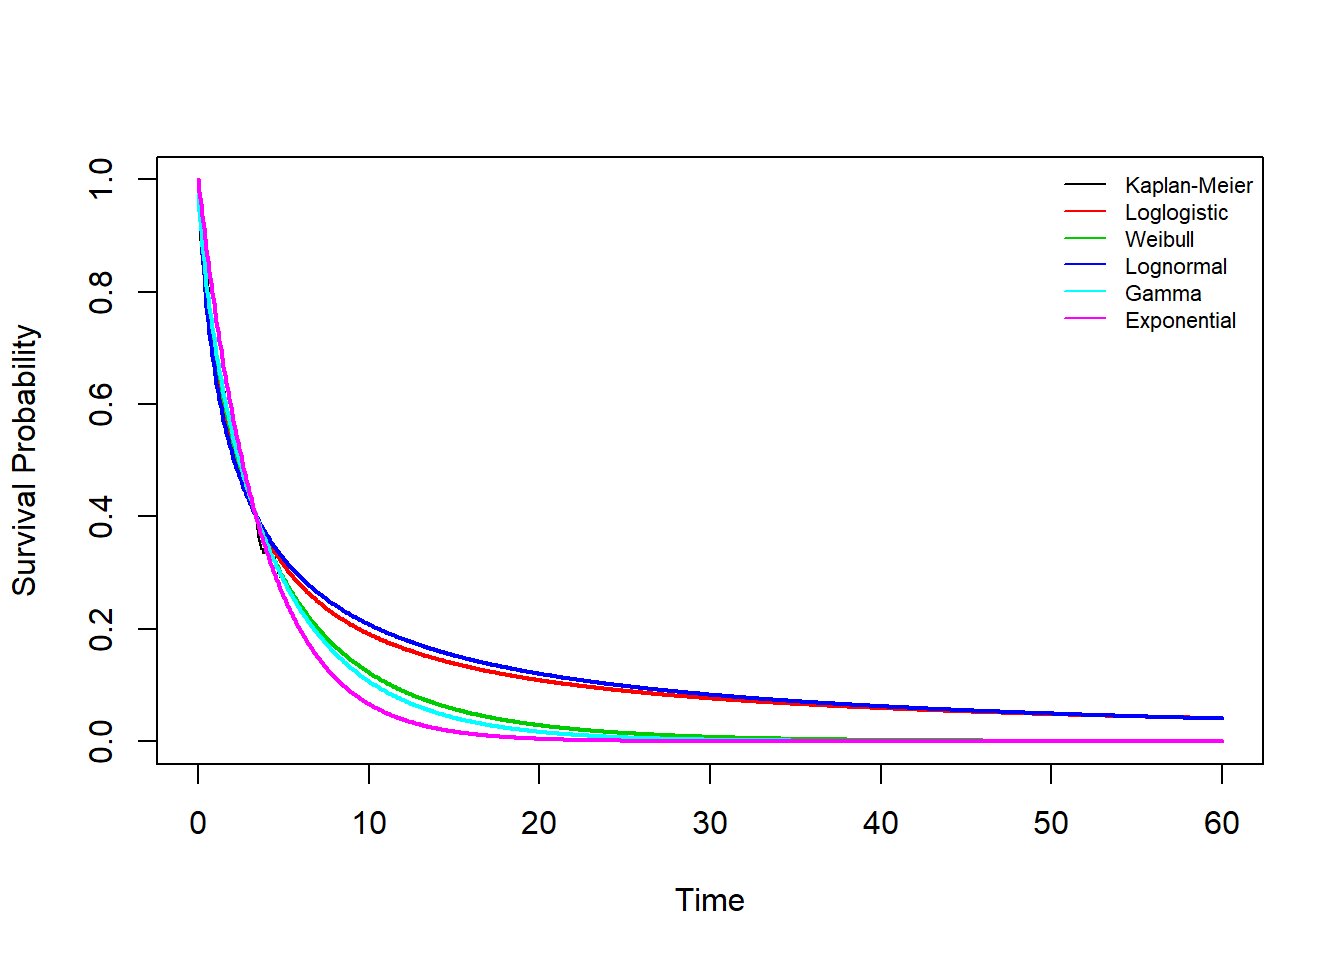 Survival Probability
1.0
0.8
0.6
0.4
0.2
0.0
Kaplan-Meier
Loglogistic
Weibull
Lognormal
Gamma
Exponential
0 10 20 30 40 50 60
Time